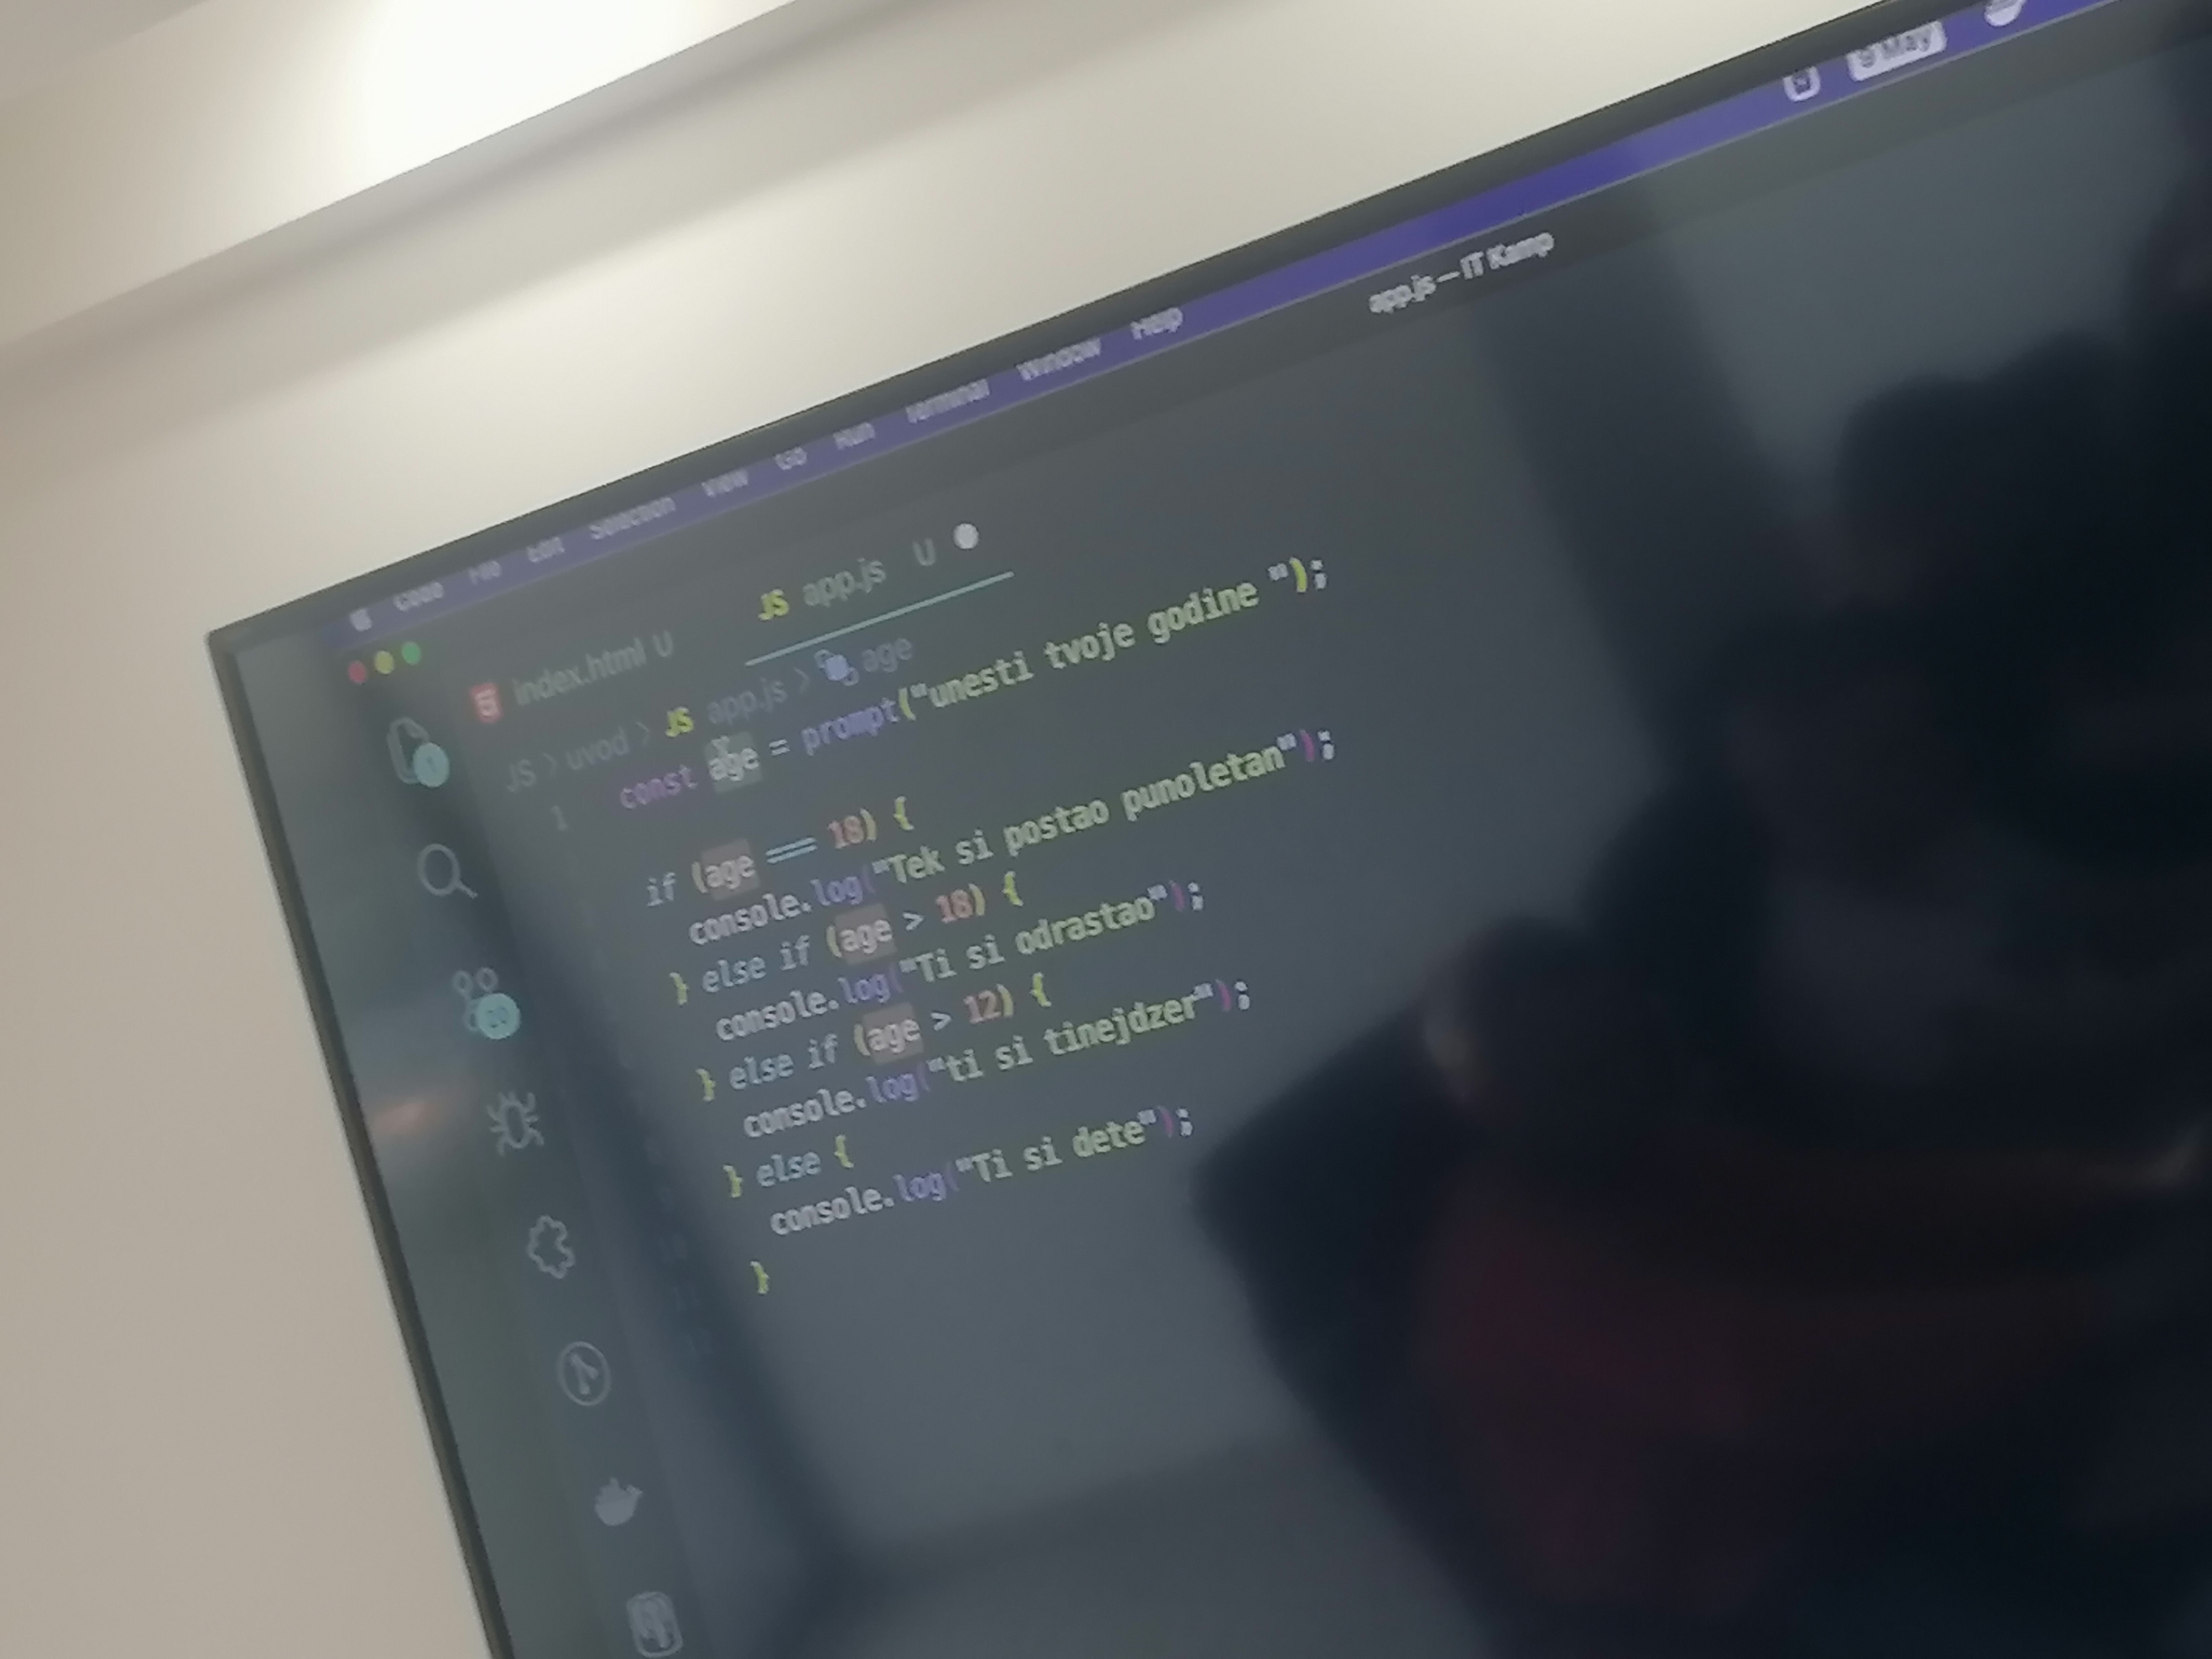 Code File Edit Selection View Go Run Terminal Window Help
9 May
app.js — IT Kamp
index.html U
JS app.js U
JS > uvod > JS app.js > age
1 const age = prompt("unesti tvoje godine ");
if (age === 18) {
console.log("Tek si postao punoletan");
} else if (age > 18) {
console.log("Ti si odrastao");
} else if (age > 12) {
console.log("ti si tinejdzer");
} else {
console.log("Ti si dete");
}